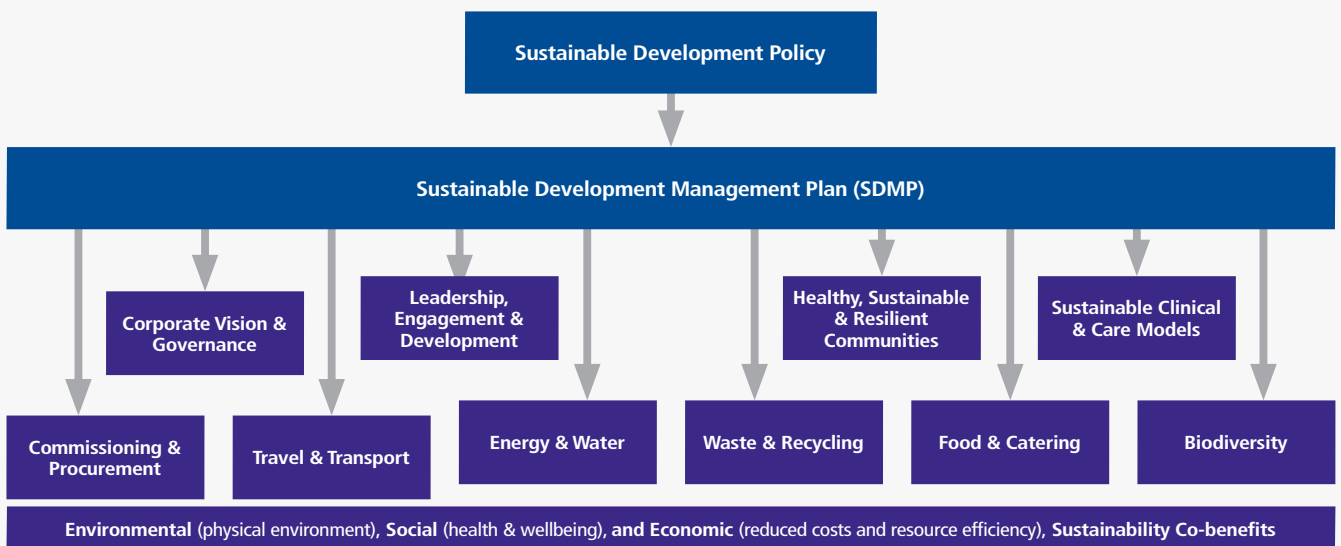 Sustainable Development Policy
Sustainable Development Management Plan (SDMP)
Corporate Vision &
Governance
Leadership,
Engagement &
Development
Healthy, Sustainable
& Resilient
Communities
Sustainable Clinical
& Care Models
Commissioning &
Procurement
Travel & Transport
Energy & Water
Waste & Recycling
Food & Catering
Biodiversity
Environmental (physical environment), Social (health & wellbeing), and Economic (reduced costs and resource efficiency), Sustainability Co-benefits